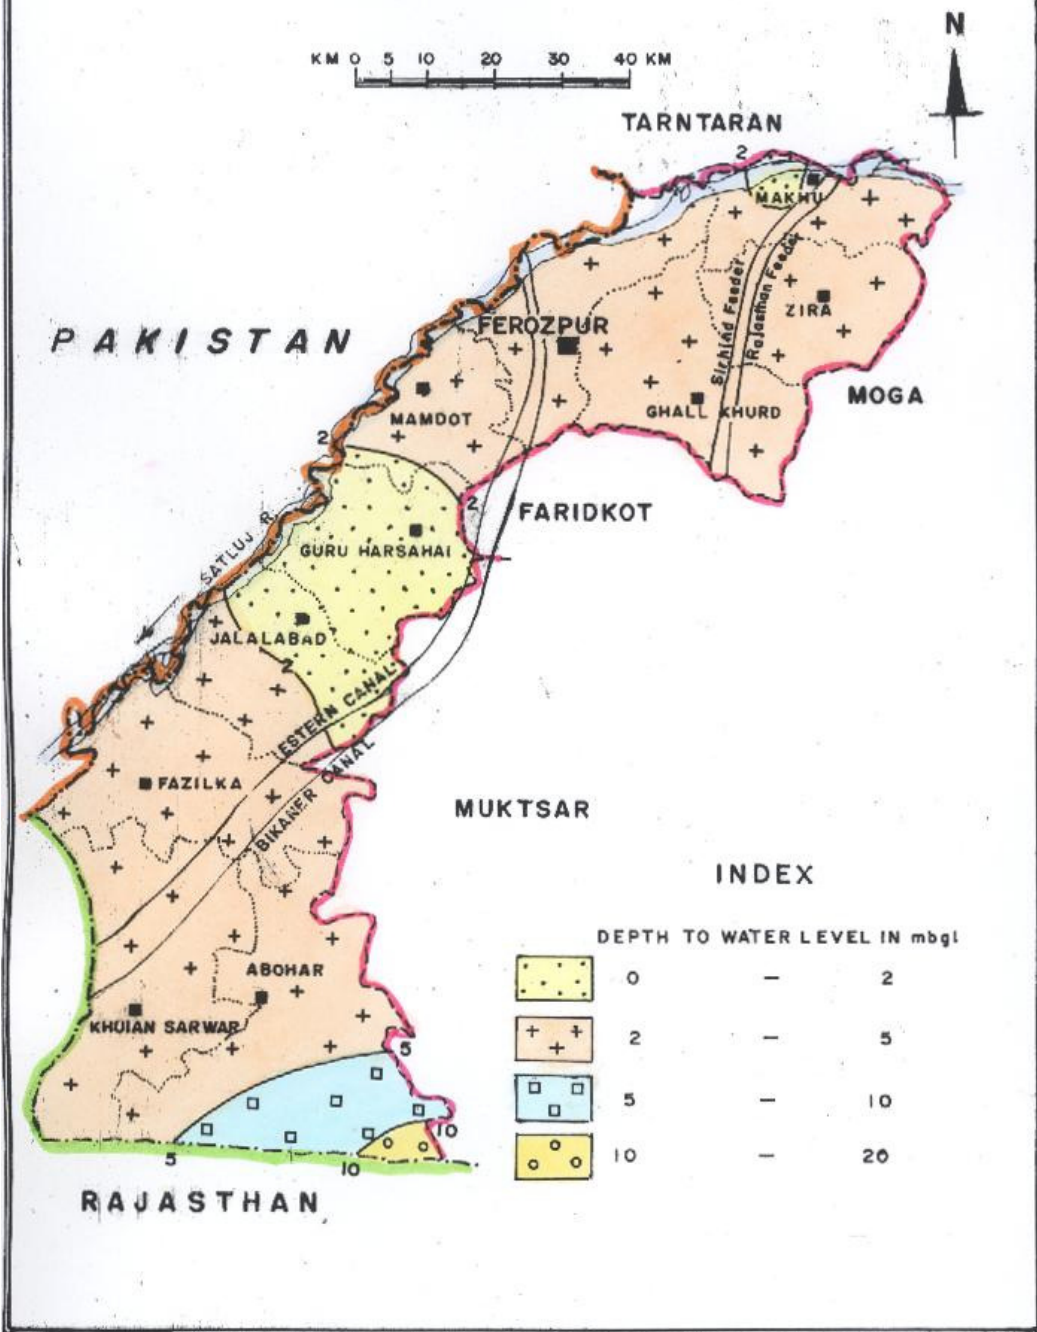 N
KM 0 5 10 20 30 40 KM
TARNTARAN
2
MAKHU
Sirhind Feeder
Rajasthan Feeder
ZIRA
PAKISTAN
FEROZPUR
MOGA
MAMDOT
GHALL KHURD
2
2
FARIDKOT
SATLUJ R.
GURU HARSAHAI
JALALABAD
2
ESTERN CANAL
BIKANER CANAL
FAZILKA
MUKTSAR
INDEX
DEPTH TO WATER LEVEL IN mbgl
0 – 2
2 – 5
5 – 10
10 – 20
ABOHAR
KHUIAN SARWAR
5
10
5
10
RAJASTHAN